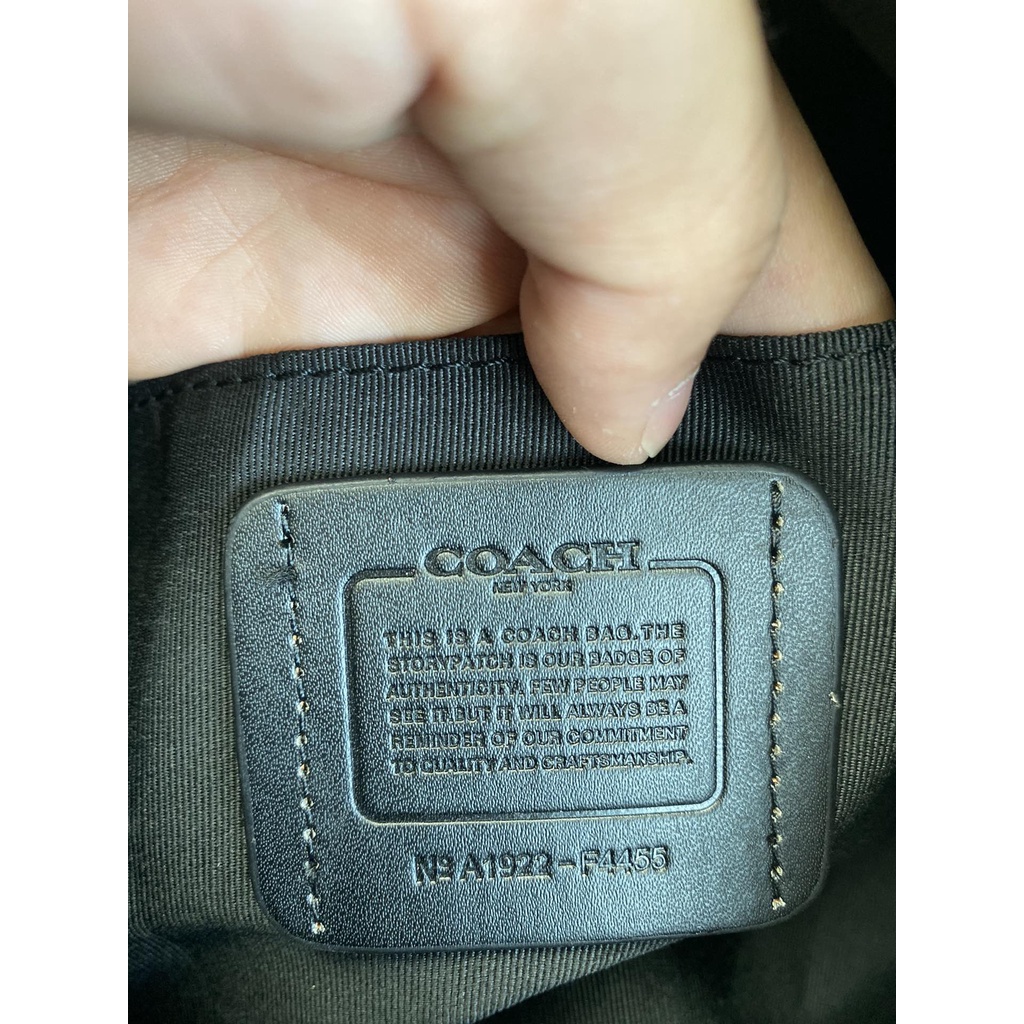 COACH
NEW YORK
THIS IS A COACH BAG. THE
STORYPATCH IS OUR BADGE OF
AUTHENTICITY. FEW PEOPLE MAY
SEE IT. BUT IT WILL ALWAYS BE A
REMINDER OF OUR COMMITMENT
TO QUALITY AND CRAFTSMANSHIP.
№ A1922-F4455